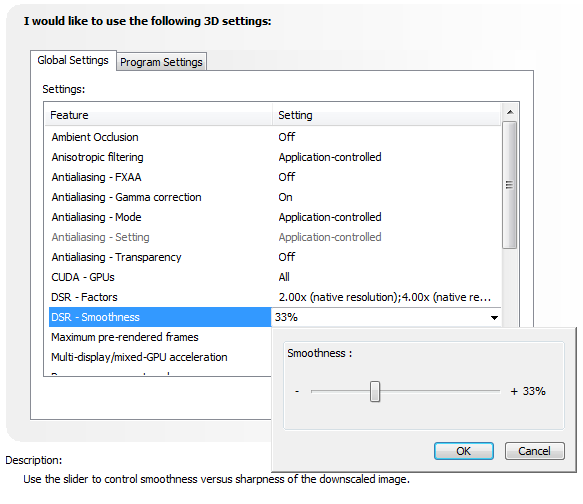 I would like to use the following 3D settings:
Global Settings Program Settings
Settings:
Feature Setting
Ambient Occlusion Off
Anisotropic filtering Application-controlled
Antialiasing - FXAA Off
Antialiasing - Gamma correction On
Antialiasing - Mode Application-controlled
Antialiasing - Setting Application-controlled
Antialiasing - Transparency Off
CUDA - GPUs All
DSR - Factors 2.00x (native resolution);4.00x (native re...
DSR - Smoothness 33%
Maximum pre-rendered frames
Multi-display/mixed-GPU acceleration
Smoothness :
- + 33%
OK Cancel
Description:
Use the slider to control smoothness versus sharpness of the downscaled image.